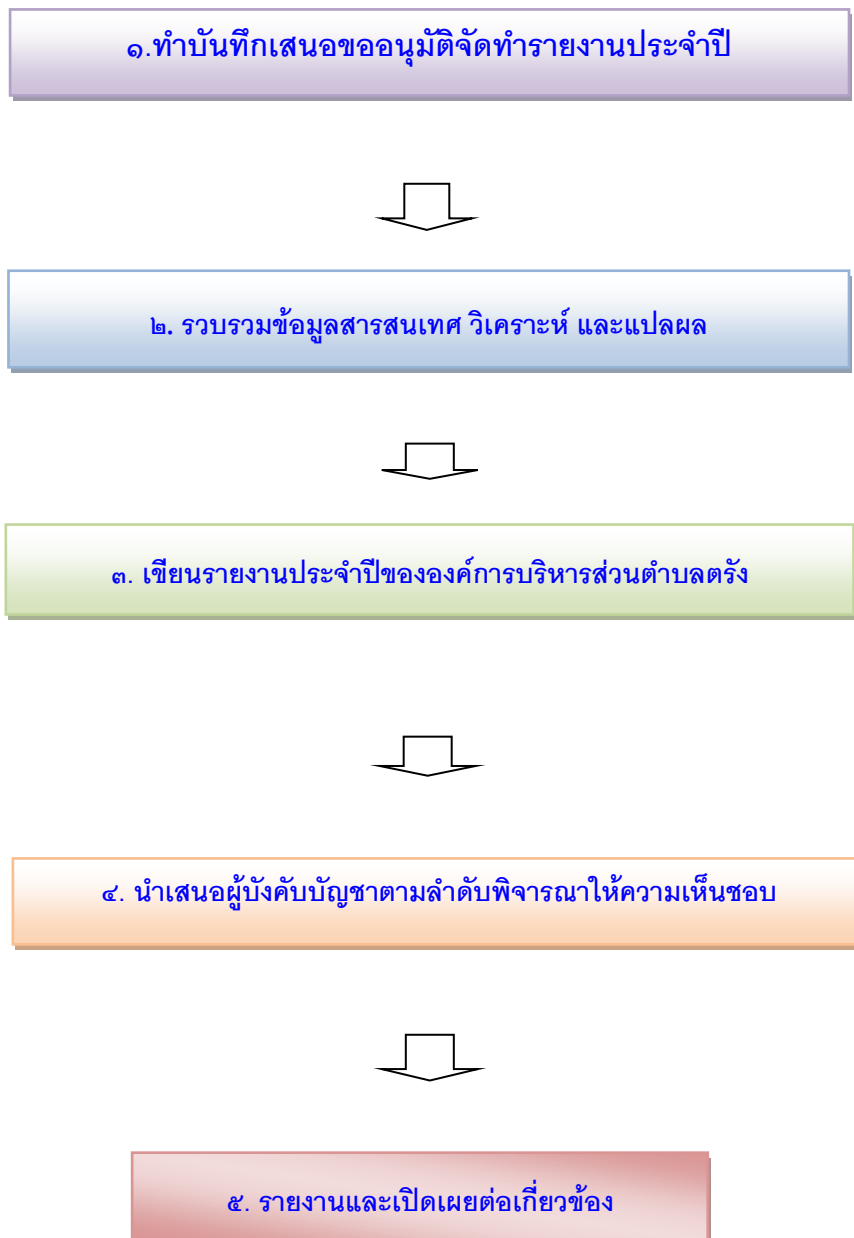 ๑.ทำบันทึกเสนอขออนุมัติจัดทำรายงานประจำปี
๒. รวบรวมข้อมูลสารสนเทศ วิเคราะห์ และแปลผล
๓. เขียนรายงานประจำปีขององค์การบริหารส่วนตำบลตรัง
๔. นำเสนอผู้บังคับบัญชาตามลำดับพิจารณาให้ความเห็นชอบ
๕. รายงานและเปิดเผยต่อเกี่ยวข้อง